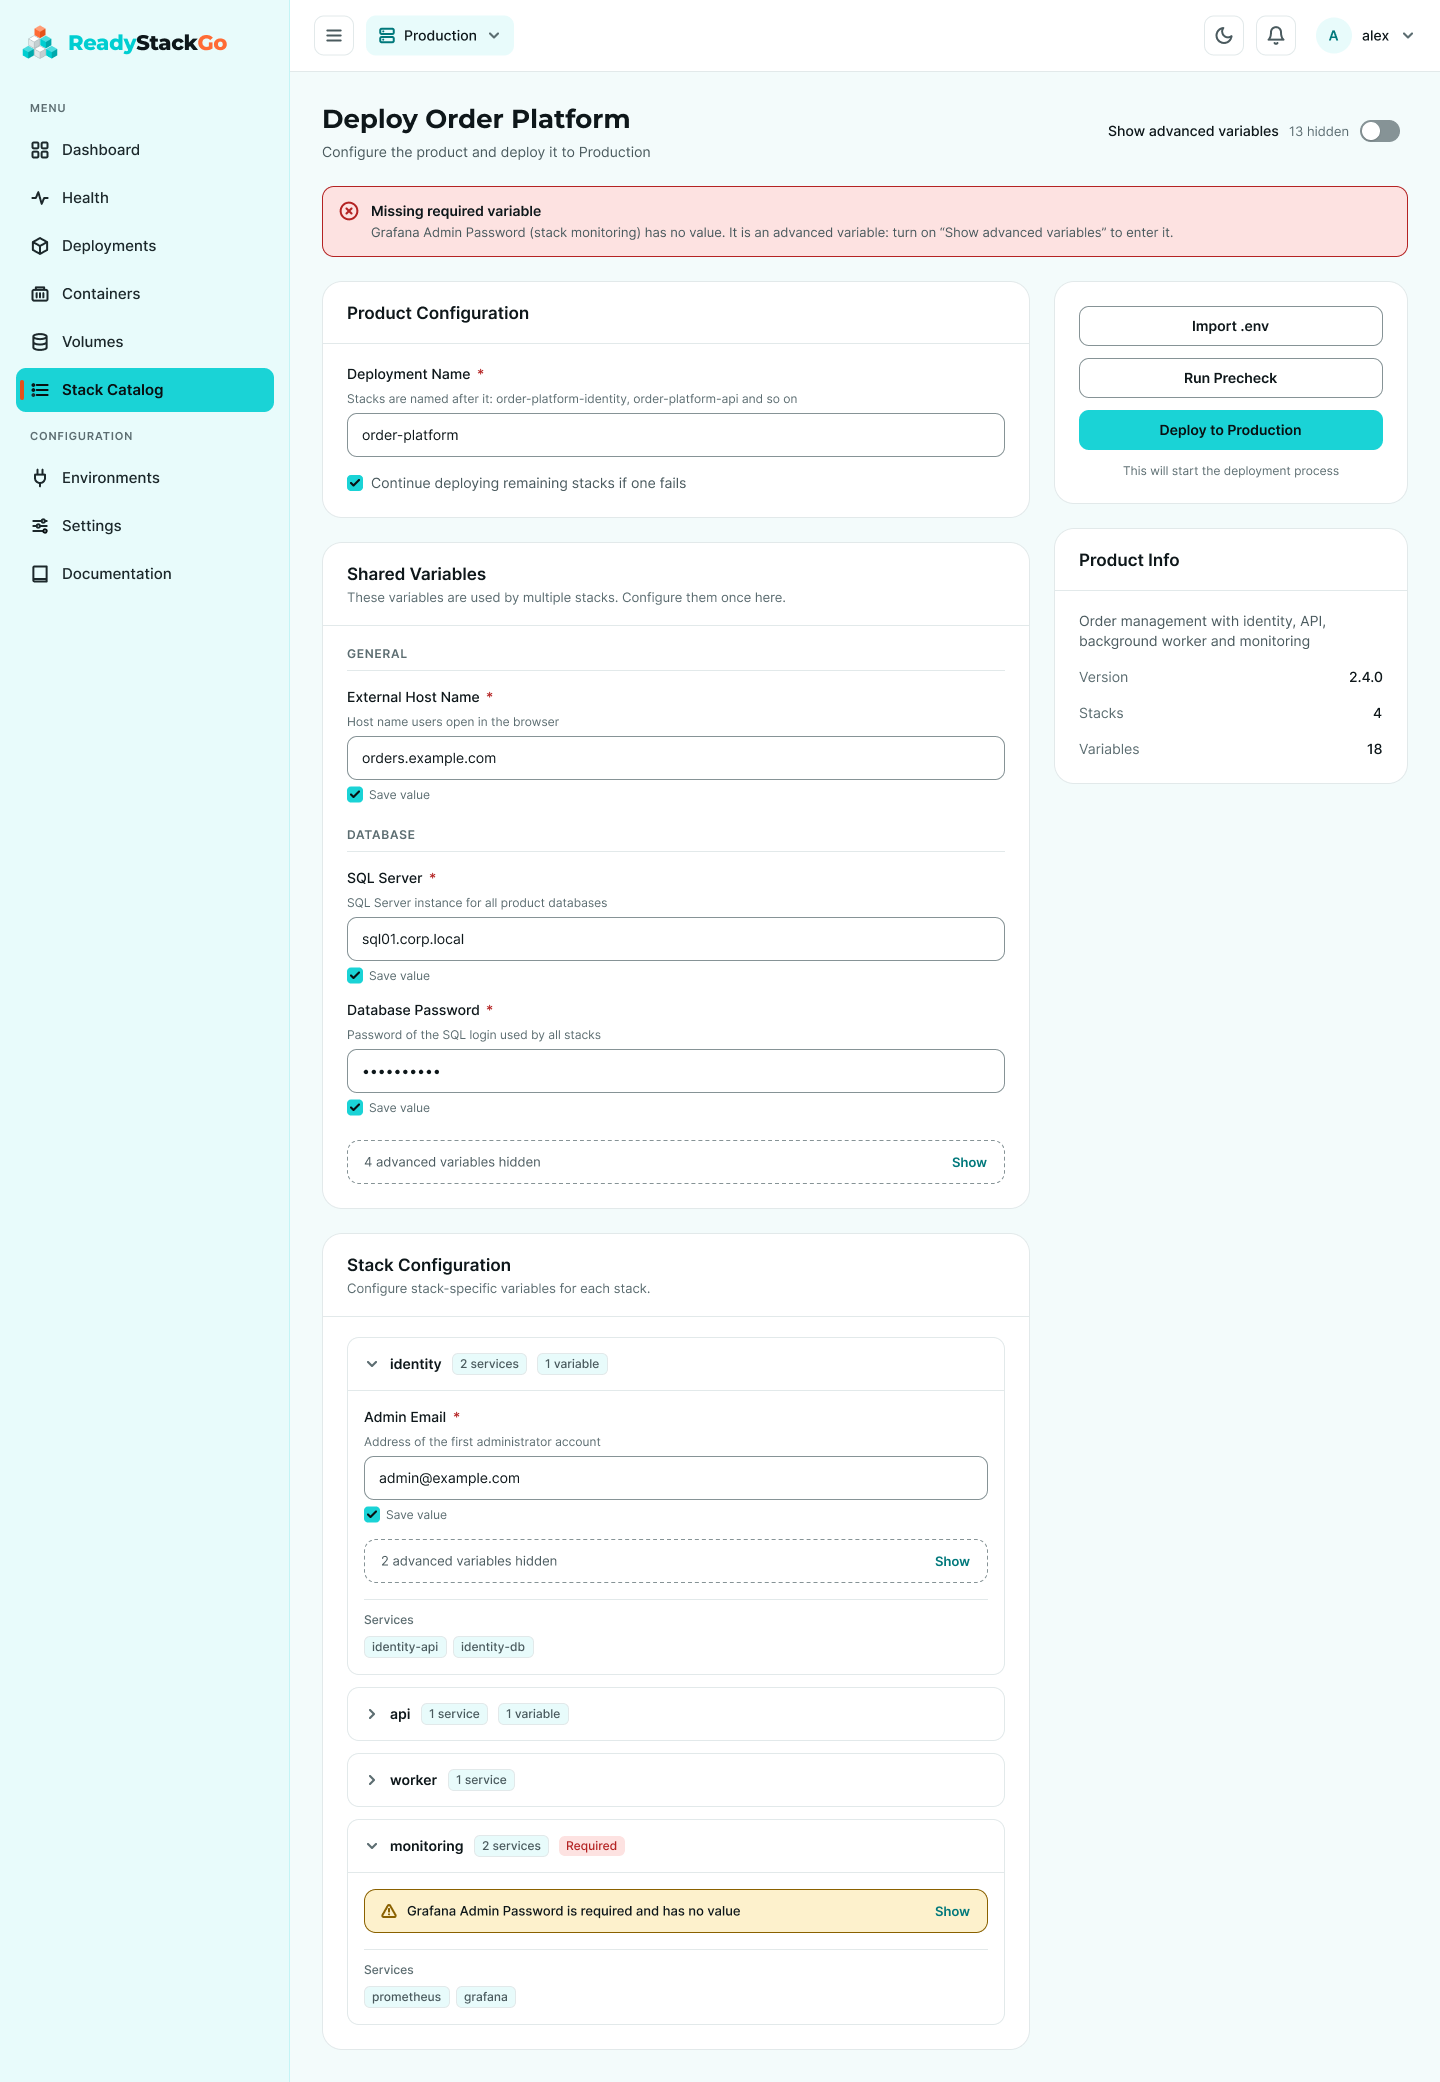 ReadyStackGo
MENU
Dashboard
Health
Deployments
Containers
Volumes
Stack Catalog
CONFIGURATION
Environments
Settings
Documentation
Production
A
alex
Deploy Order Platform
Configure the product and deploy it to Production
Show advanced variables 13 hidden
Missing required variable
Grafana Admin Password (stack monitoring) has no value. It is an advanced variable: turn on “Show advanced variables” to enter it.
Product Configuration
Deployment Name *
Stacks are named after it: order-platform-identity, order-platform-api and so on
order-platform
Continue deploying remaining stacks if one fails
Shared Variables
These variables are used by multiple stacks. Configure them once here.
GENERAL
External Host Name *
Host name users open in the browser
orders.example.com
Save value
DATABASE
SQL Server *
SQL Server instance for all product databases
sql01.corp.local
Save value
Database Password *
Password of the SQL login used by all stacks
••••••••••
Save value
4 advanced variables hidden Show
Stack Configuration
Configure stack-specific variables for each stack.
identity 2 services 1 variable
Admin Email *
Address of the first administrator account
admin@example.com
Save value
2 advanced variables hidden Show
Services
identity-api identity-db
api 1 service 1 variable
worker 1 service
monitoring 2 services Required
Grafana Admin Password is required and has no value Show
Services
prometheus grafana
Import .env
Run Precheck
Deploy to Production
This will start the deployment process
Product Info
Order management with identity, API,
background worker and monitoring
Version 2.4.0
Stacks 4
Variables 18